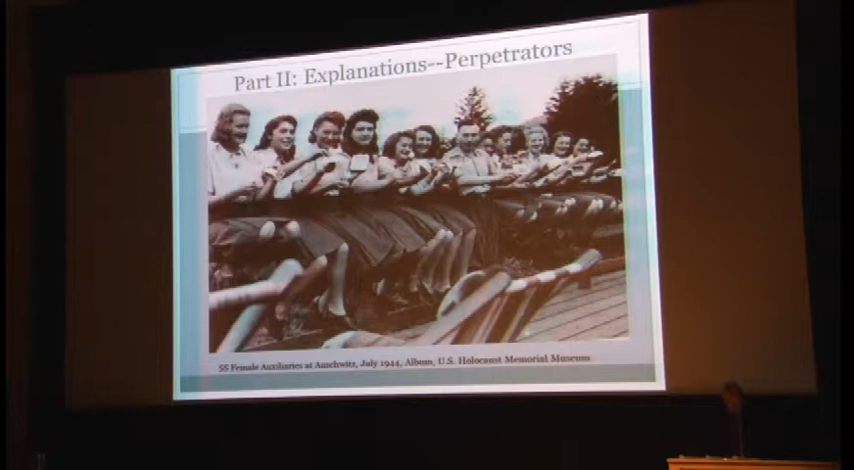 Part II: Explanations--Perpetrators
SS Female Auxiliaries at Auschwitz, July 1944, Album, U.S. Holocaust Memorial Museum